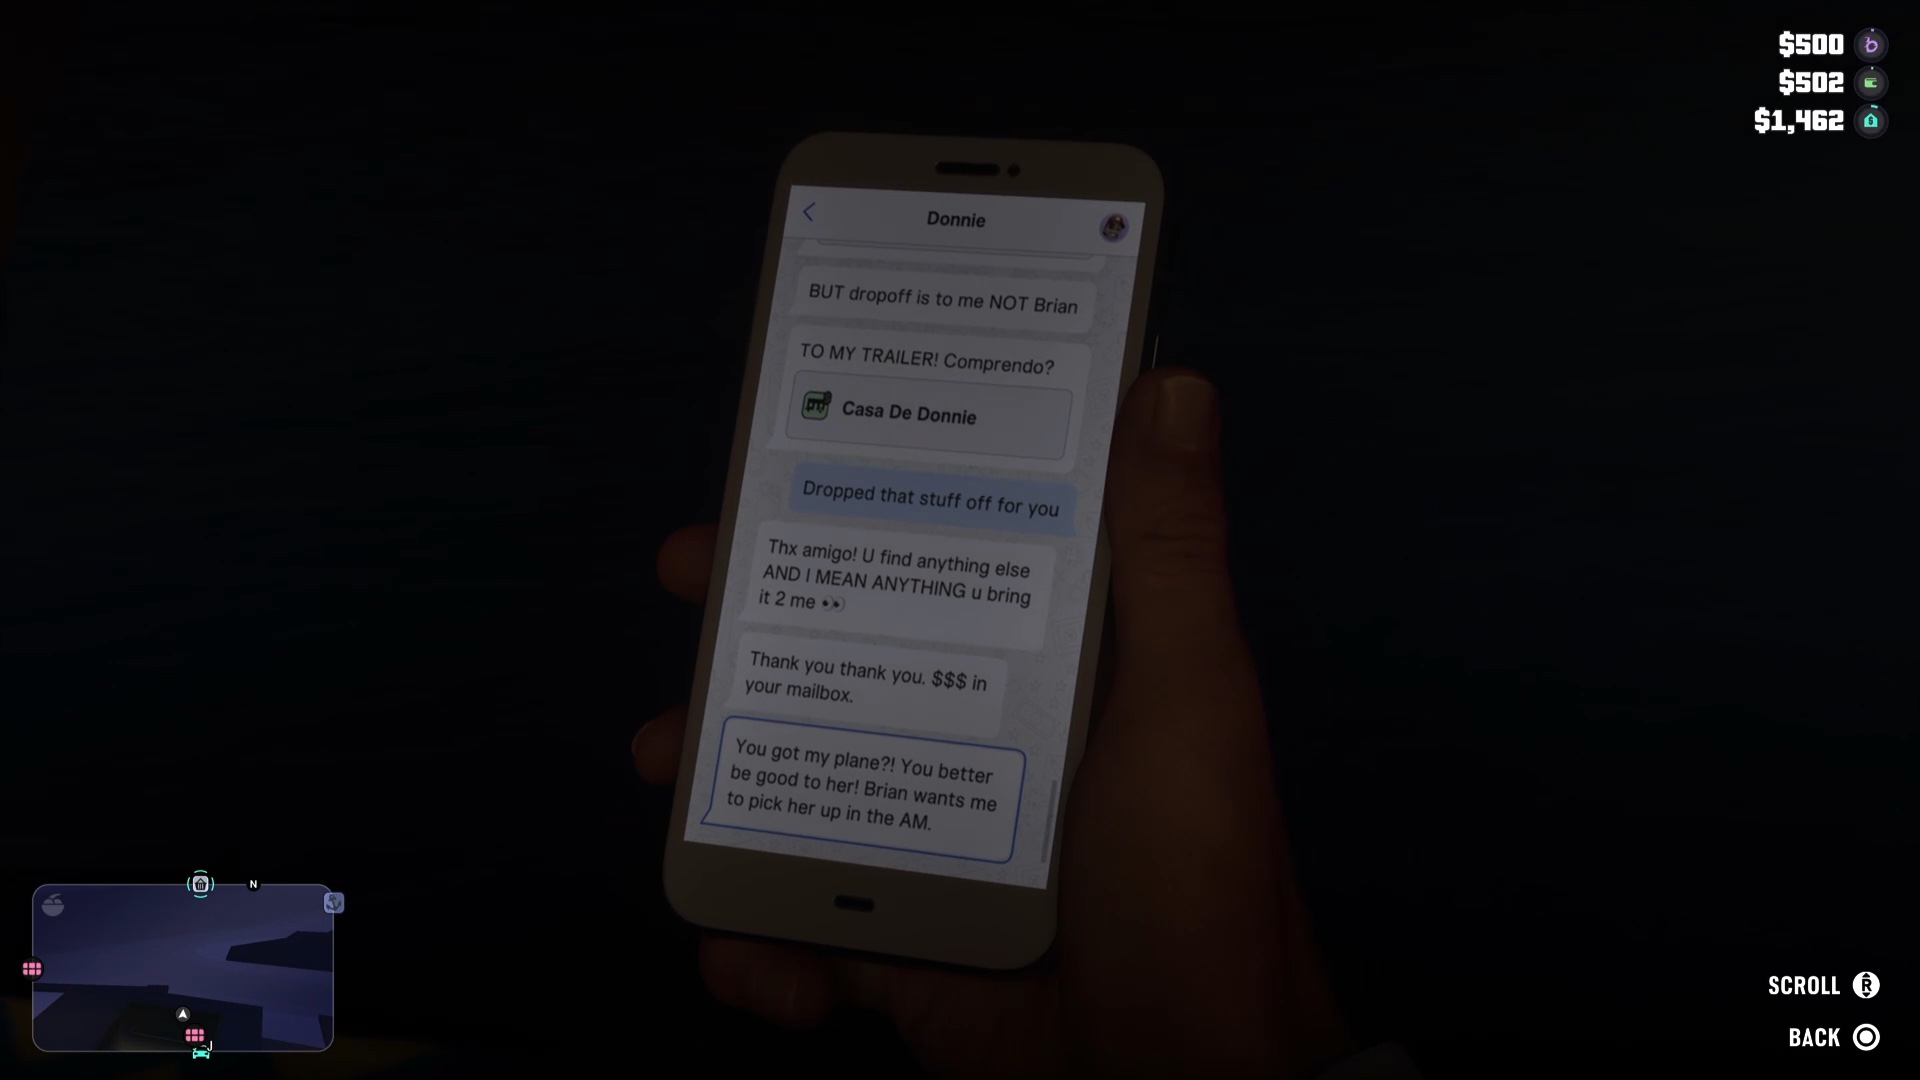 $500
$502
$1,462
Donnie
BUT dropoff is to me NOT Brian
TO MY TRAILER! Comprendo?
Casa De Donnie
Dropped that stuff off for you
Thx amigo! U find anything else
AND I MEAN ANYTHING u bring
it 2 me 👀
Thank you thank you. $$$ in
your mailbox.
You got my plane?! You better
be good to her! Brian wants me
to pick her up in the AM.
N
SCROLL R
BACK